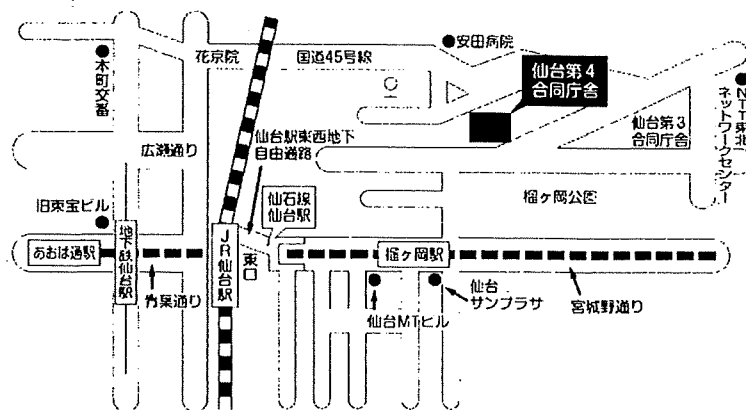 安田病院
花京院
国道45号線
本町交番
仙台第4
合同庁舎
NTT東北
ネットワークセンター
仙台第3
合同庁舎
仙台駅東西地下
自由通路
広瀬通り
榴ヶ岡公園
旧東宝ビル
仙石線
仙台駅
あおば通駅
地下鉄仙台駅
JR仙台駅
東口
榴ヶ岡駅
青葉通り
仙台MTビル
仙台
サンプラザ
宮城野通り